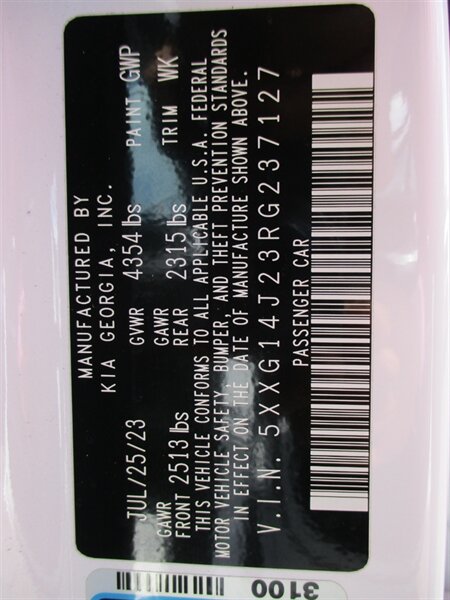 MANUFACTURED BY
KIA GEORGIA, INC.
JUL/25/23 GVWR 4354 lbs PAINT GWP
GAWR FRONT 2513 lbs GAWR REAR 2315 lbs TRIM WK
THIS VEHICLE CONFORMS TO ALL APPLICABLE U.S.A. FEDERAL
MOTOR VEHICLE SAFETY, BUMPER, AND THEFT PREVENTION STANDARDS
IN EFFECT ON THE DATE OF MANUFACTURE SHOWN ABOVE.
V.I.N. 5XXG14J23RG237127
PASSENGER CAR
3100